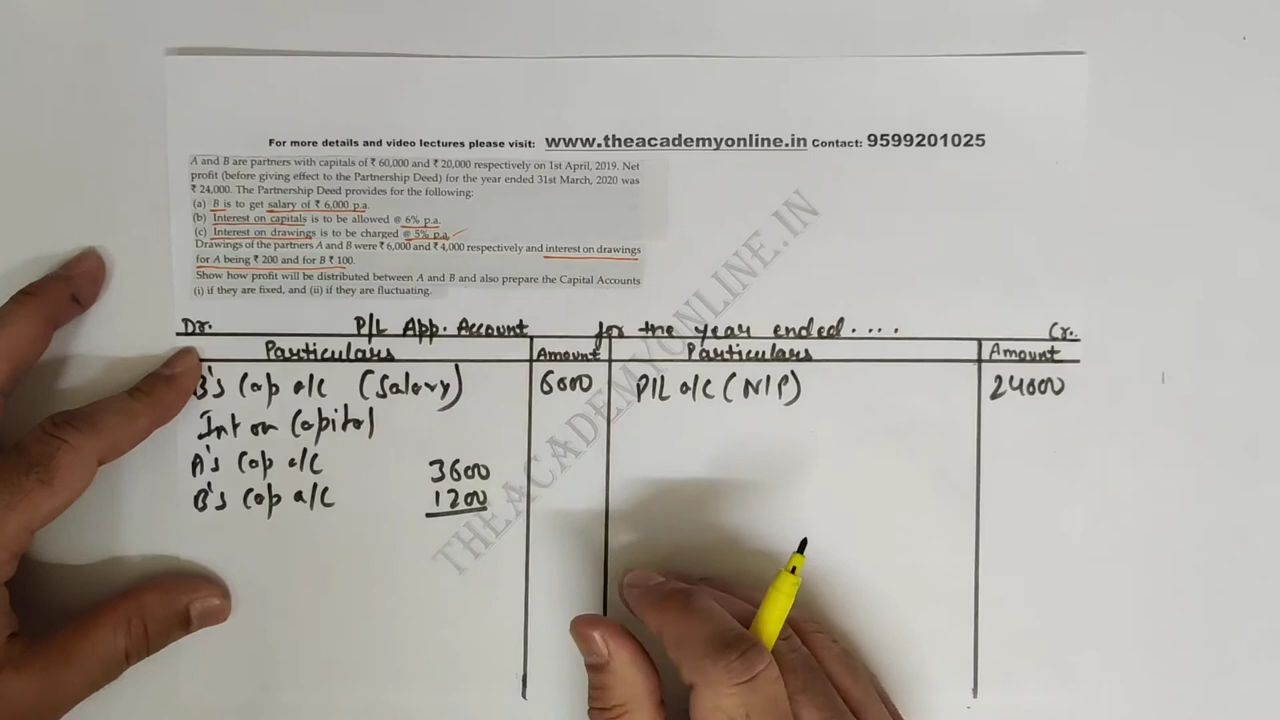 For more details and video lectures please visit: www.theacademyonline.in Contact: 9599201025
A and B are partners with capitals of ₹ 60,000 and ₹ 20,000 respectively on 1st April, 2019. Net
profit (before giving effect to the Partnership Deed) for the year ended 31st March, 2020 was
₹ 24,000. The Partnership Deed provides for the following:
(a) B is to get salary of ₹ 6,000 p.a.
(b) Interest on capitals is to be allowed @ 6% p.a.
(c) Interest on drawings is to be charged @ 5% p.a.
Drawings of the partners A and B were ₹ 6,000 and ₹ 4,000 respectively and interest on drawings
for A being ₹ 200 and for B ₹ 100.
Show how profit will be distributed between A and B and also prepare the Capital Accounts
(i) if they are fixed, and (ii) if they are fluctuating.
Dr. P/L App. Account for the year ended.... Cr.
Particulars Amount Particulars Amount
B's Cap a/c (Salary) 6000 P/L a/c (N/P) 24000
Int on Capital
A's Cap a/c 3600
B's Cap a/c 1200
THEACADEMYONLINE.IN